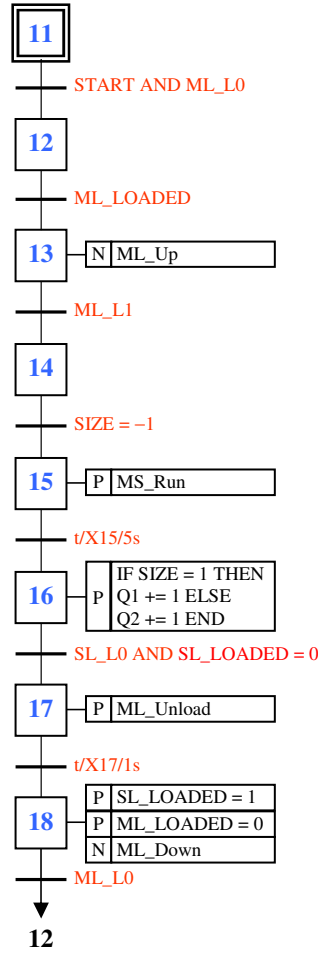 11
START AND ML_L0
12
ML_LOADED
13 N ML_Up
ML_L1
14
SIZE = −1
15 P MS_Run
t/X15/5s
IF SIZE = 1 THEN
16 P Q1 += 1 ELSE
Q2 += 1 END
SL_L0 AND SL_LOADED = 0
17 P ML_Unload
t/X17/1s
P SL_LOADED = 1
18 P ML_LOADED = 0
N ML_Down
ML_L0
12